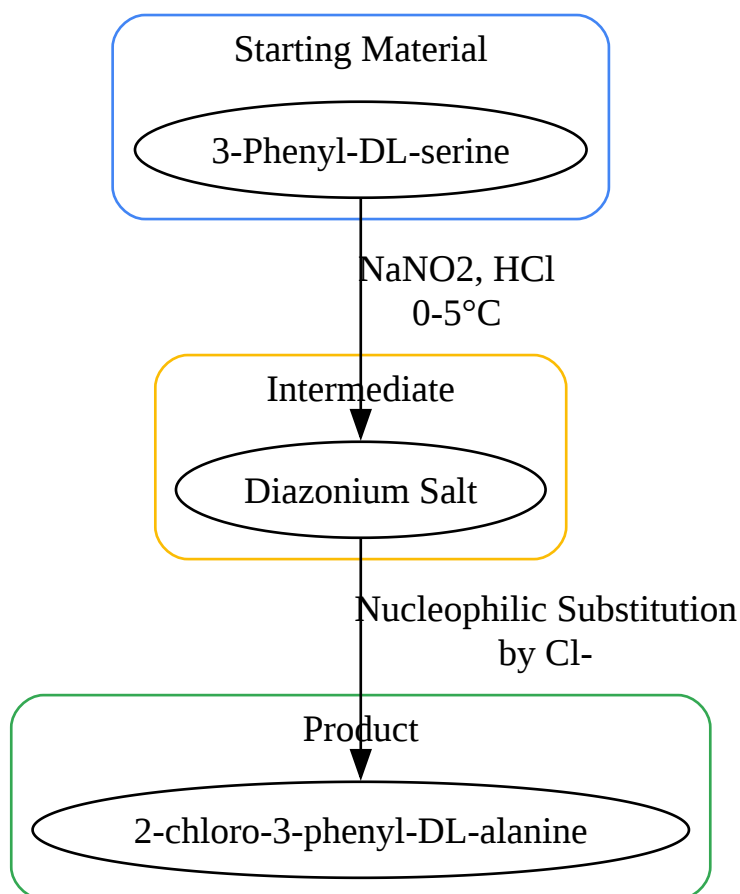 Starting Material
3-Phenyl-DL-serine
NaNO2, HCl
0-5°C
Intermediate
Diazonium Salt
Nucleophilic Substitution
by Cl-
Product
2-chloro-3-phenyl-DL-alanine